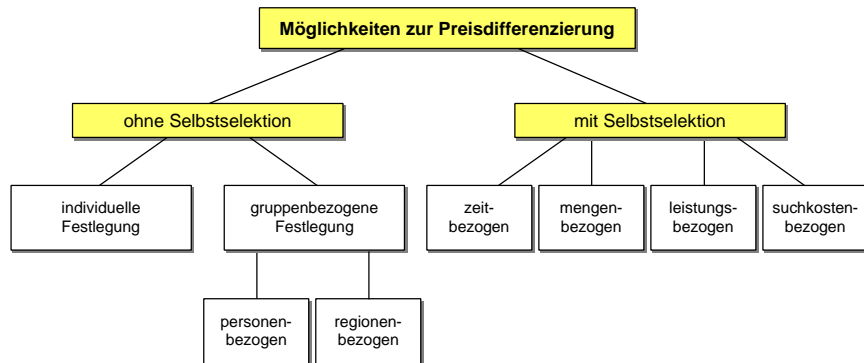 Möglichkeiten zur Preisdifferenzierung
ohne Selbstselektion
mit Selbstselektion
individuelle
Festlegung
gruppenbezogene
Festlegung
zeit-
bezogen
mengen-
bezogen
leistungs-
bezogen
suchkosten-
bezogen
personen-
bezogen
regionen-
bezogen